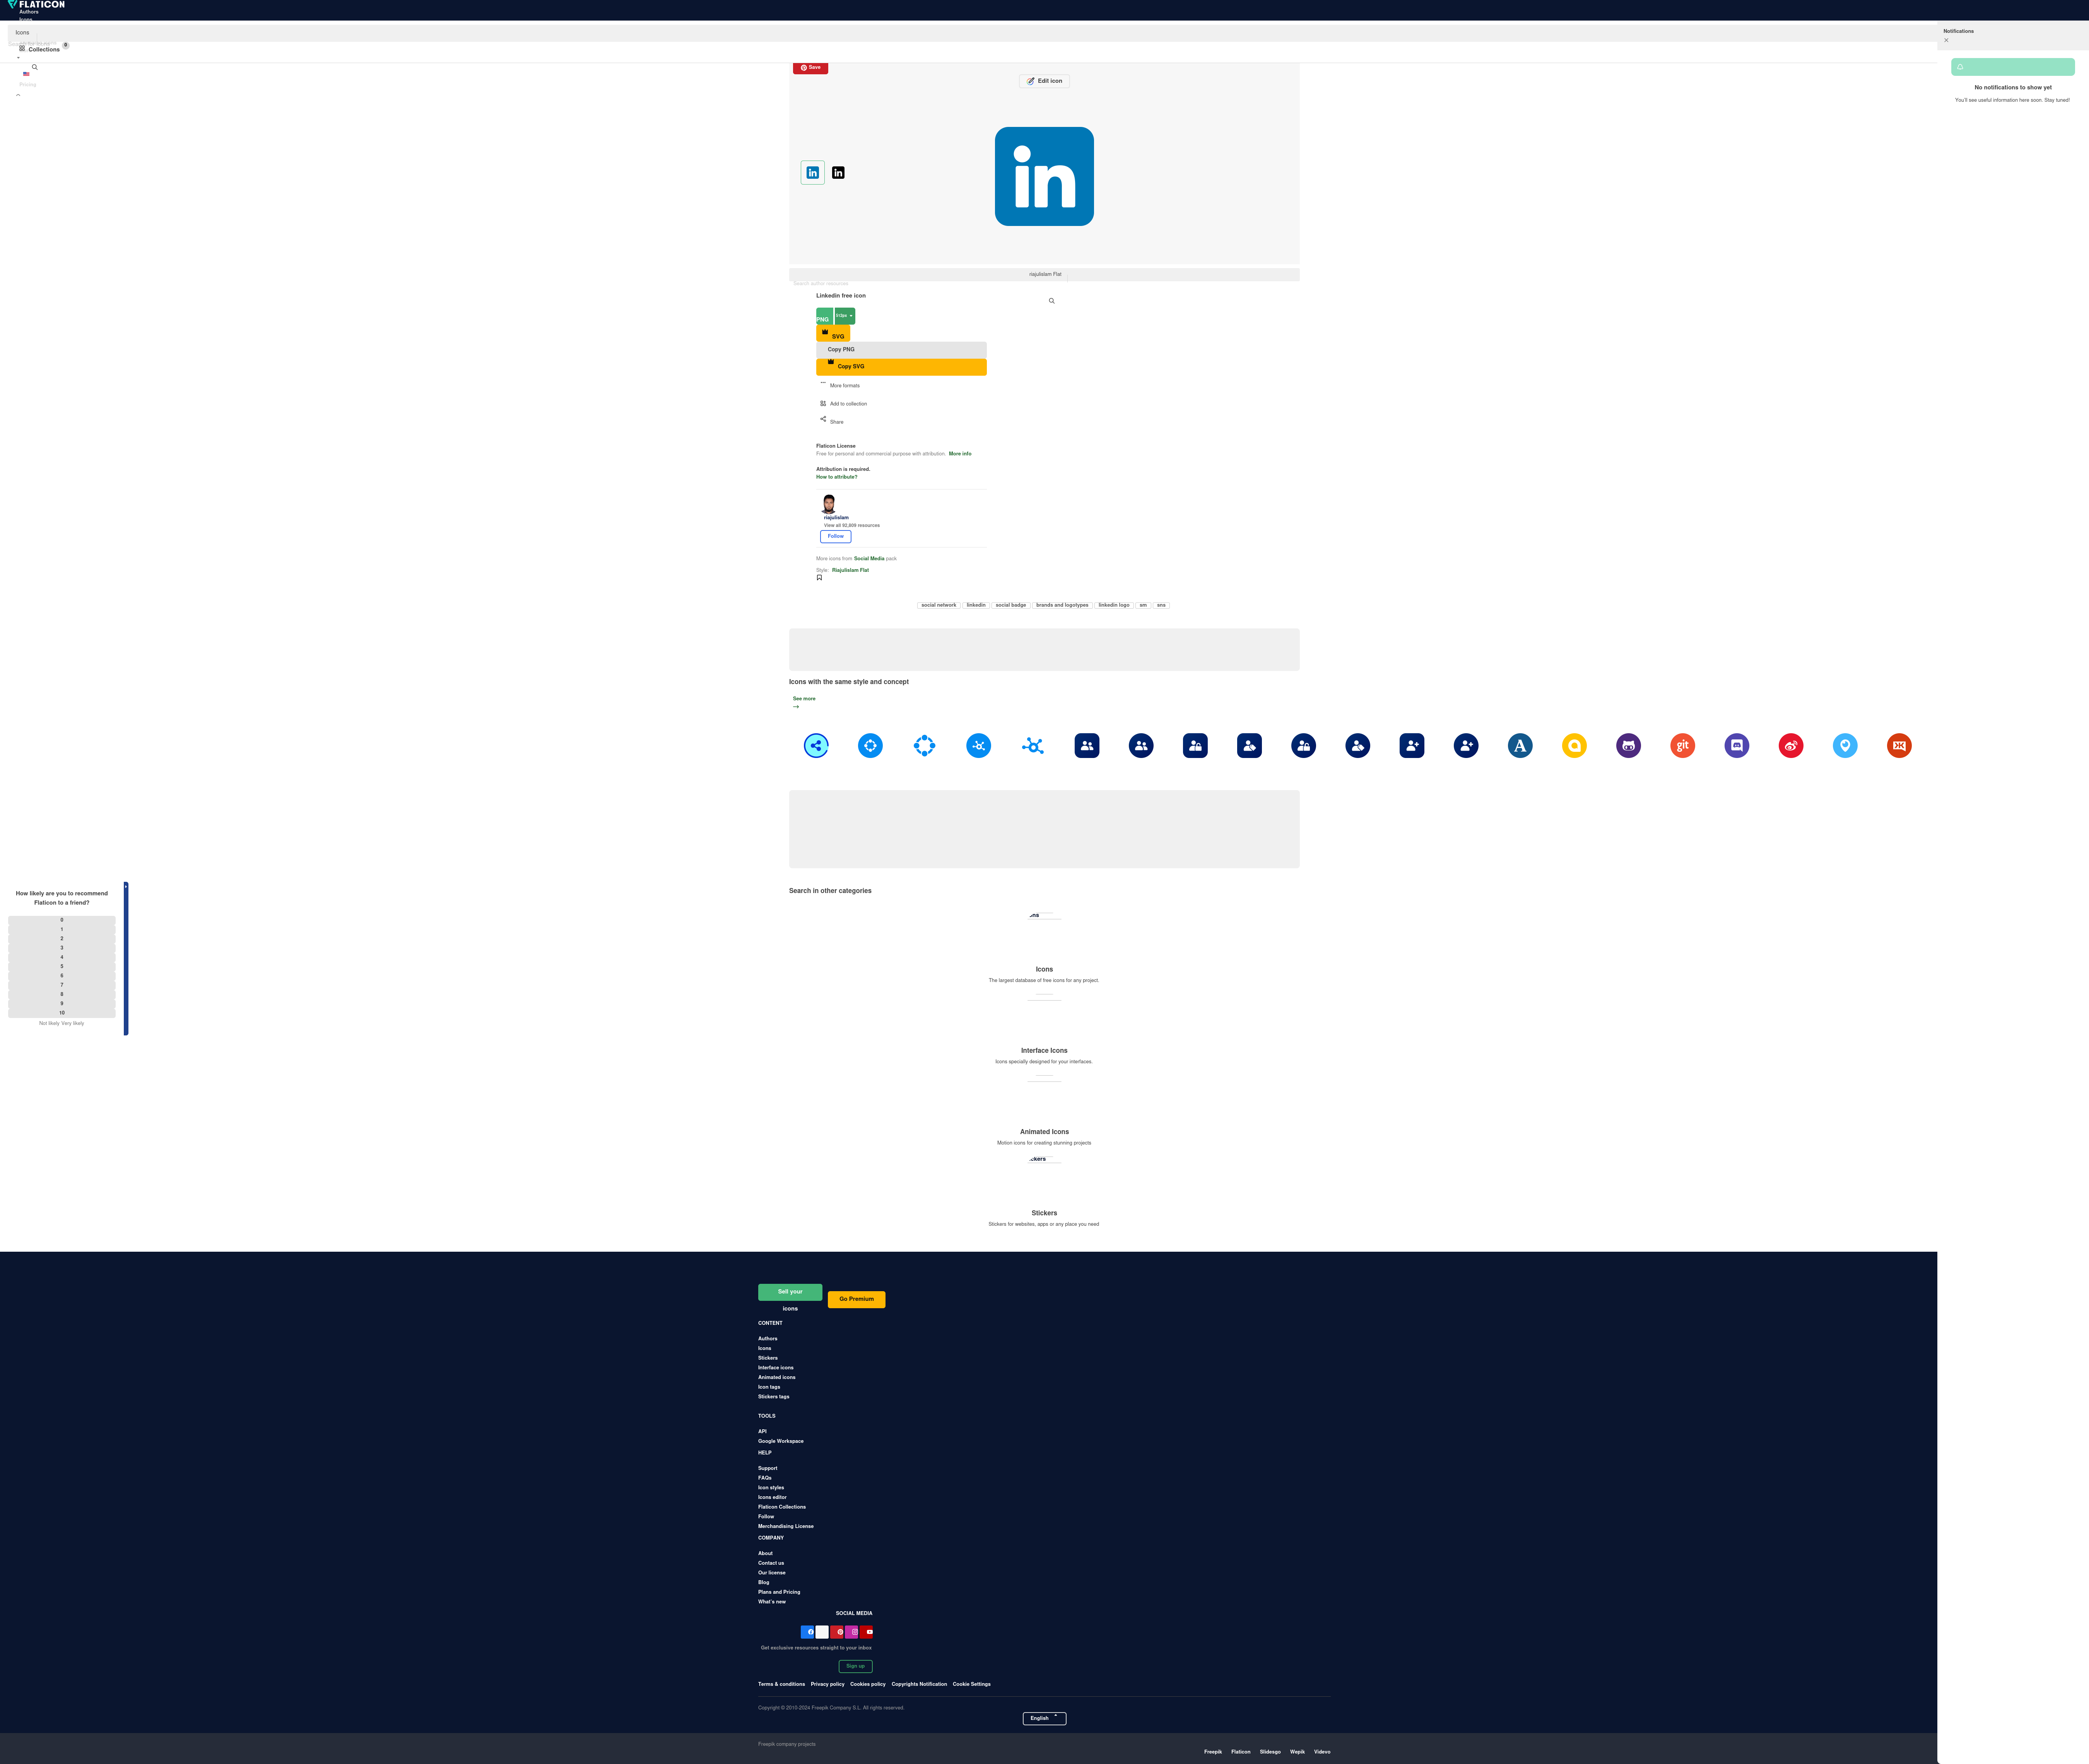 FLATICON
Authors
Icons
Icons
Collections 0
Pricing
Notifications
No notifications to show yet
You'll see useful information here soon. Stay tuned!
Save
Edit icon
in
in in
riajulislam Flat
Search author resources
Linkedin free icon
PNG 512px
SVG
Copy PNG
Copy SVG
More formats
Add to collection
Share
Flaticon License
Free for personal and commercial purpose with attribution. More info
Attribution is required.
How to attribute?
riajulislam
View all 92,809 resources
Follow
More icons from Social Media pack
Style: Riajulislam Flat
social network linkedin social badge brands and logotypes linkedin logo sm sns
Icons with the same style and concept
See more
A git
Search in other categories
Icons
The largest database of free icons for any project.
Interface Icons
Icons specially designed for your interfaces.
Animated Icons
Motion icons for creating stunning projects
Stickers
Stickers for websites, apps or any place you need
How likely are you to recommend
Flaticon to a friend?
0
1
2
3
4
5
6
7
8
9
10
Not likely Very likely
Sell your
icons
Go Premium
CONTENT
Authors
Icons
Stickers
Interface icons
Animated icons
Icon tags
Stickers tags
TOOLS
API
Google Workspace
HELP
Support
FAQs
Icon styles
Icons editor
Flaticon Collections
Follow
Merchandising License
COMPANY
About
Contact us
Our license
Blog
Plans and Pricing
What's new
SOCIAL MEDIA
Get exclusive resources straight to your inbox
Sign up
Terms & conditions Privacy policy Cookies policy Copyrights Notification Cookie Settings
Copyright © 2010-2024 Freepik Company S.L. All rights reserved.
English
Freepik company projects
Freepik Flaticon Slidesgo Wepik Videvo